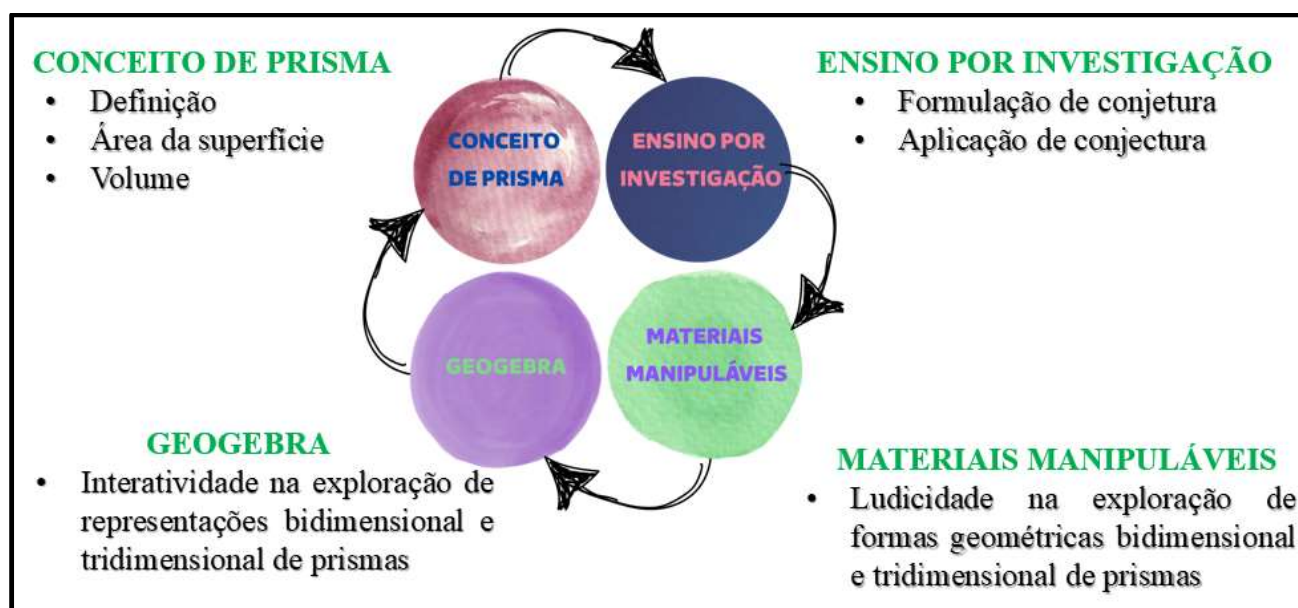 CONCEITO DE PRISMA
• Definição
• Área da superfície
• Volume
ENSINO POR INVESTIGAÇÃO
• Formulação de conjetura
• Aplicação de conjectura
CONCEITO
DE PRISMA
ENSINO POR
INVESTIGAÇÃO
GEOGEBRA
MATERIAIS
MANIPULÁVEIS
GEOGEBRA
• Interatividade na exploração de
representações bidimensional e
tridimensional de prismas
MATERIAIS MANIPULÁVEIS
• Ludicidade na exploração de
formas geométricas bidimensional
e tridimensional de prismas